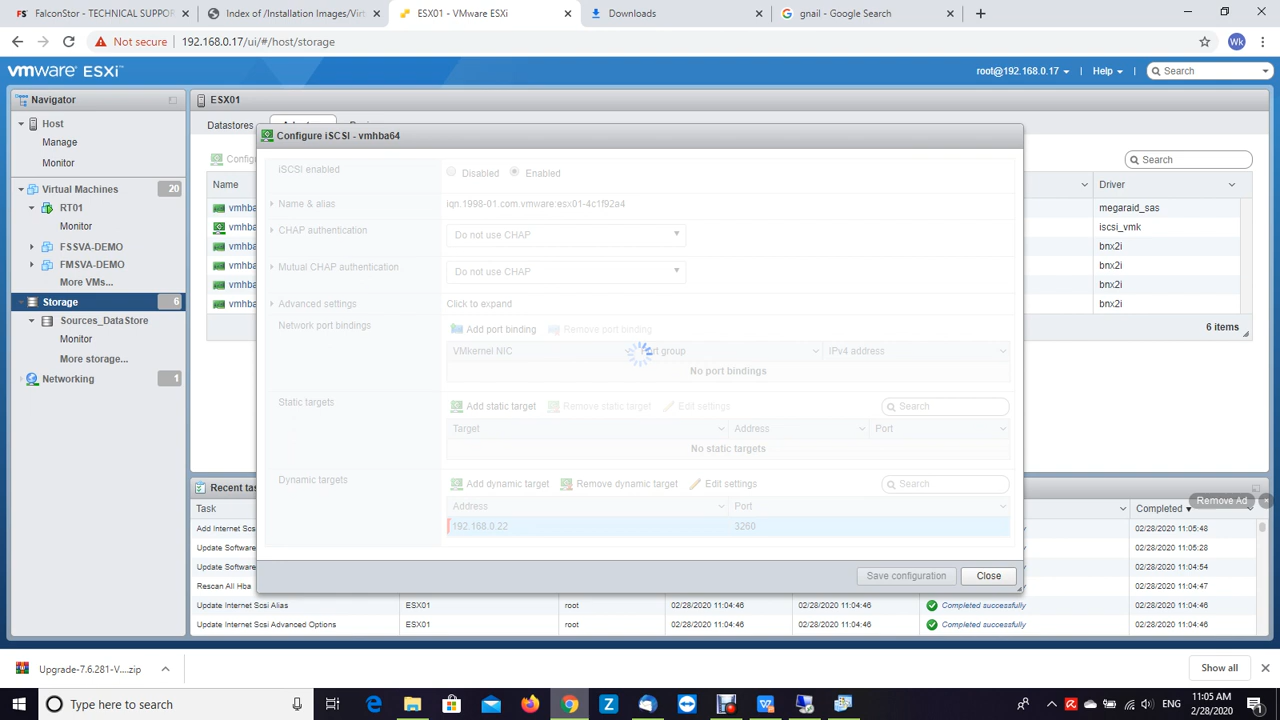 FalconStor - TECHNICAL SUPPOR
Index of /Installation Images/Virt
ESX01 - VMware ESXi
Downloads
gnail - Google Search
Not secure
192.168.0.17/ui/#/host/storage
Wk
vmware ESXi
root@192.168.0.17
Help
Search
Navigator
ESX01
Host
Manage
Monitor
Virtual Machines
20
RT01
Monitor
FSSVA-DEMO
FMSVA-DEMO
More VMs...
Storage
6
Sources_DataStore
Monitor
More storage...
Networking
1
Datastores
Search
Name
Driver
vmhba
megaraid_sas
vmhba
iscsi_vmk
vmhba
bnx2i
vmhba
bnx2i
vmhba
bnx2i
vmhba
bnx2i
6 items
Configure iSCSI - vmhba64
iSCSI enabled
Disabled
Enabled
Name & alias
iqn.1998-01.com.vmware:esx01-4c1f92a4
CHAP authentication
Do not use CHAP
Mutual CHAP authentication
Do not use CHAP
Advanced settings
Click to expand
Network port bindings
Add port binding
Remove port binding
VMkernel NIC
Port group
IPv4 address
No port bindings
Static targets
Add static target
Remove static target
Edit settings
Search
Target
Address
Port
No static targets
Dynamic targets
Add dynamic target
Remove dynamic target
Edit settings
Search
Address
Port
192.168.0.22
3260
Save configuration
Close
Recent ta
Remove Ad
Task
Completed
Add Internet Sc
02/28/2020 11:05:48
Update Software
02/28/2020 11:05:28
Update Software
02/28/2020 11:04:54
Rescan All Hba
02/28/2020 11:04:47
Update Internet Scsi Alias
ESX01
root
02/28/2020 11:04:46
02/28/2020 11:04:46
Completed successfully
02/28/2020 11:04:46
Update Internet Scsi Advanced Options
ESX01
root
02/28/2020 11:04:46
02/28/2020 11:04:46
Completed successfully
02/28/2020 11:04:46
Upgrade-7.6.281-V....zip
Show all
Type here to search
11:05 AM
2/28/2020